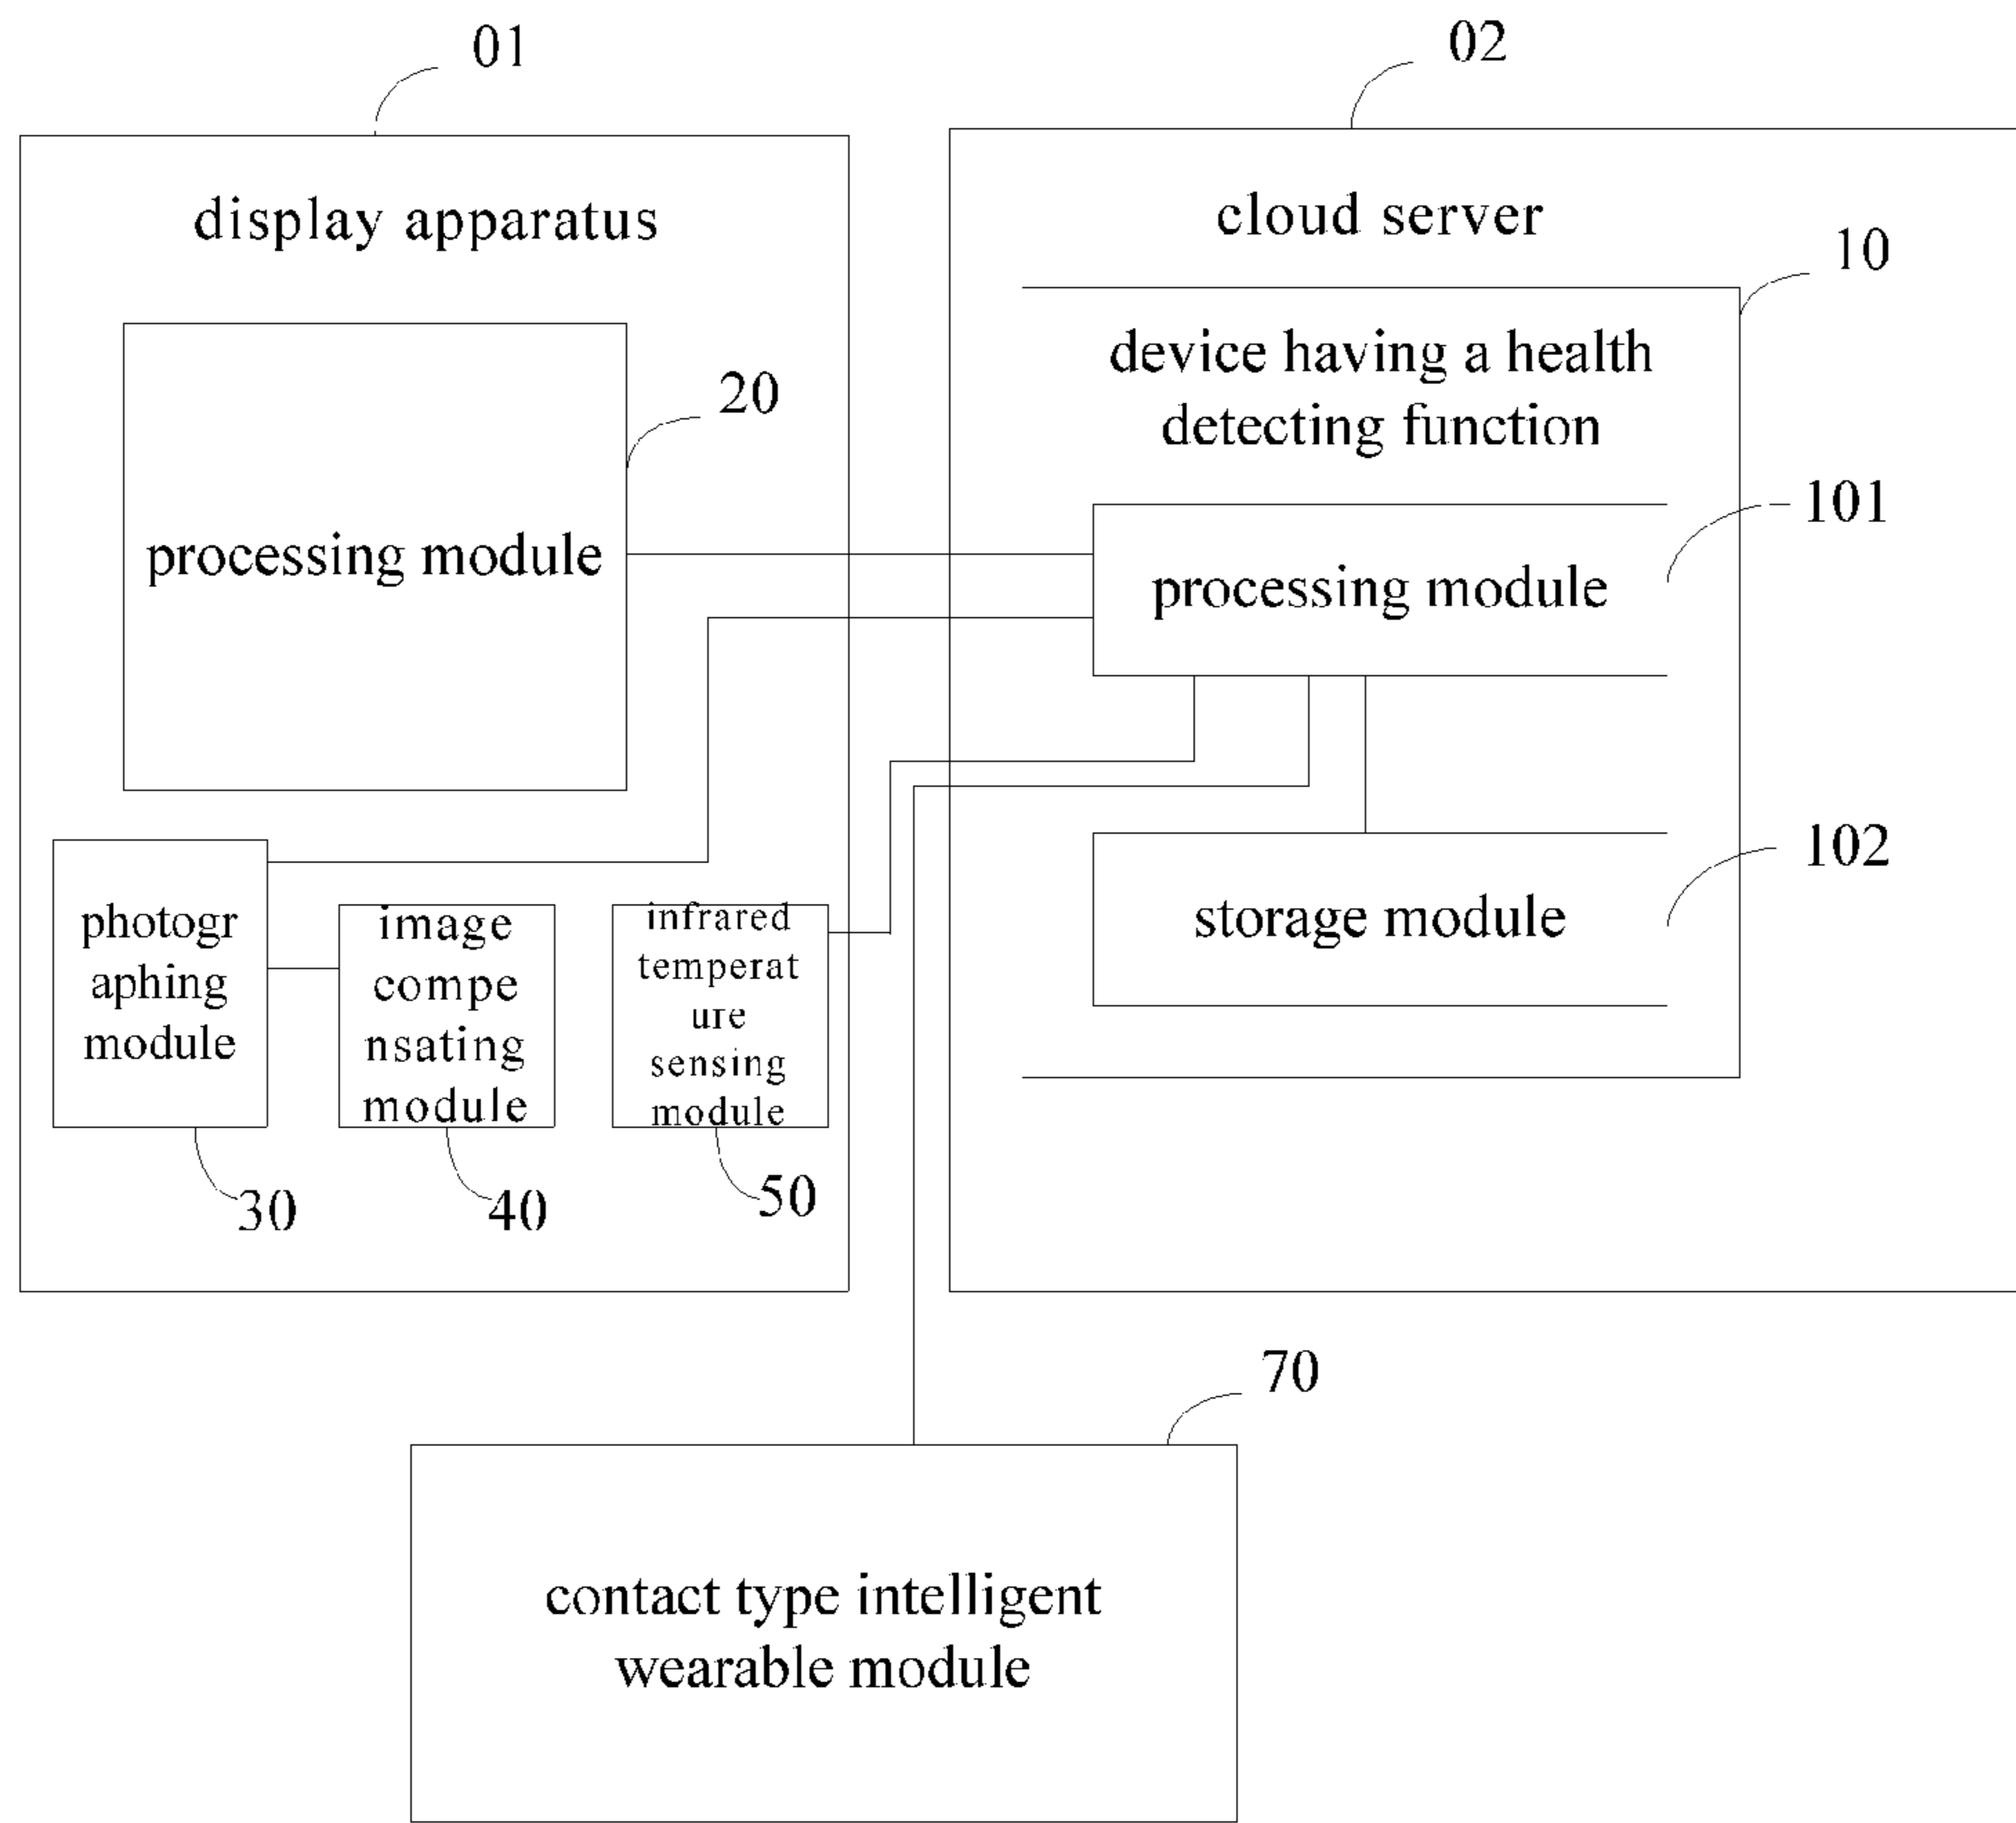 01
02
display apparatus
cloud server
10
device having a health
detecting function
20
101
processing module
processing module
102
storage module
photogr
aphing
module
image
compe
nsating
module
infrared
temperat
ure
sensing
module
30
40
50
70
contact type intelligent
wearable module